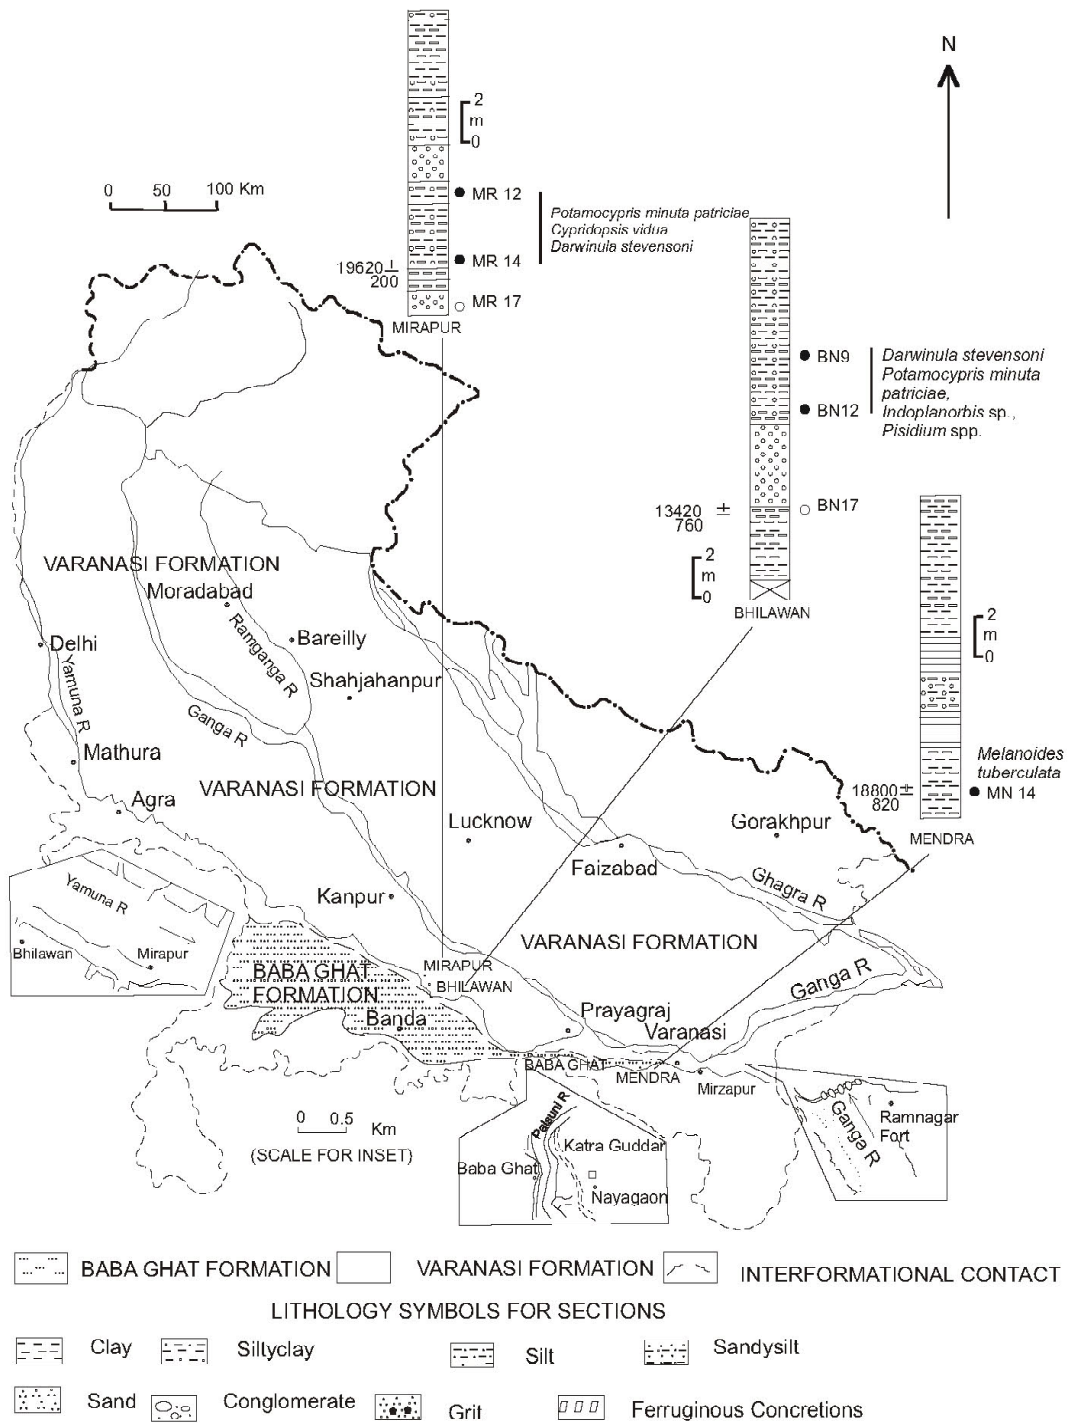 N
2
m
0
0 50 100 Km
MR 12
MR 14
19620 ±
200
MR 17
MIRAPUR
Potamocypris minuta patriciae
Cypridopsis vidua
Darwinula stevensoni
BN9
BN12
Darwinula stevensoni
Potamocypris minuta
patriciae,
Indoplanorbis sp.,
Pisidium spp.
BN17
13420 ±
760
2
m
0
BHILAWAN
2
m
0
Melanoides
tuberculata
18800 ±
820
MN 14
MENDRA
VARANASI FORMATION
Moradabad
Delhi
Yamuna R
Ramganga R
Bareilly
Shahjahanpur
Ganga R
Mathura
VARANASI FORMATION
Agra
Lucknow
Gorakhpur
Faizabad
Ghagra R
Kanpur
Yamuna R
Bhilawan
Mirapur
VARANASI FORMATION
MIRAPUR
BHILAWAN
BABA GHAT
FORMATION
Banda
Ganga R
Prayagraj
Varanasi
BABA GHAT
MENDRA
Mirzapur
0 0.5 Km
(SCALE FOR INSET)
Palauni R
Katra Guddar
Baba Ghat
Nayagaon
Ganga R
Ramnagar
Fort
BABA GHAT FORMATION VARANASI FORMATION INTERFORMATIONAL CONTACT
LITHOLOGY SYMBOLS FOR SECTIONS
Clay Siltyclay Silt Sandysilt
Sand Conglomerate Grit Ferruginous Concretions